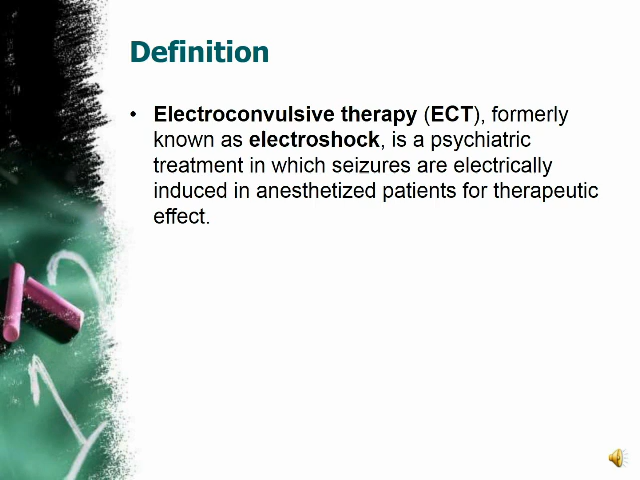 Definition
• Electroconvulsive therapy (ECT), formerly
known as electroshock, is a psychiatric
treatment in which seizures are electrically
induced in anesthetized patients for therapeutic
effect.